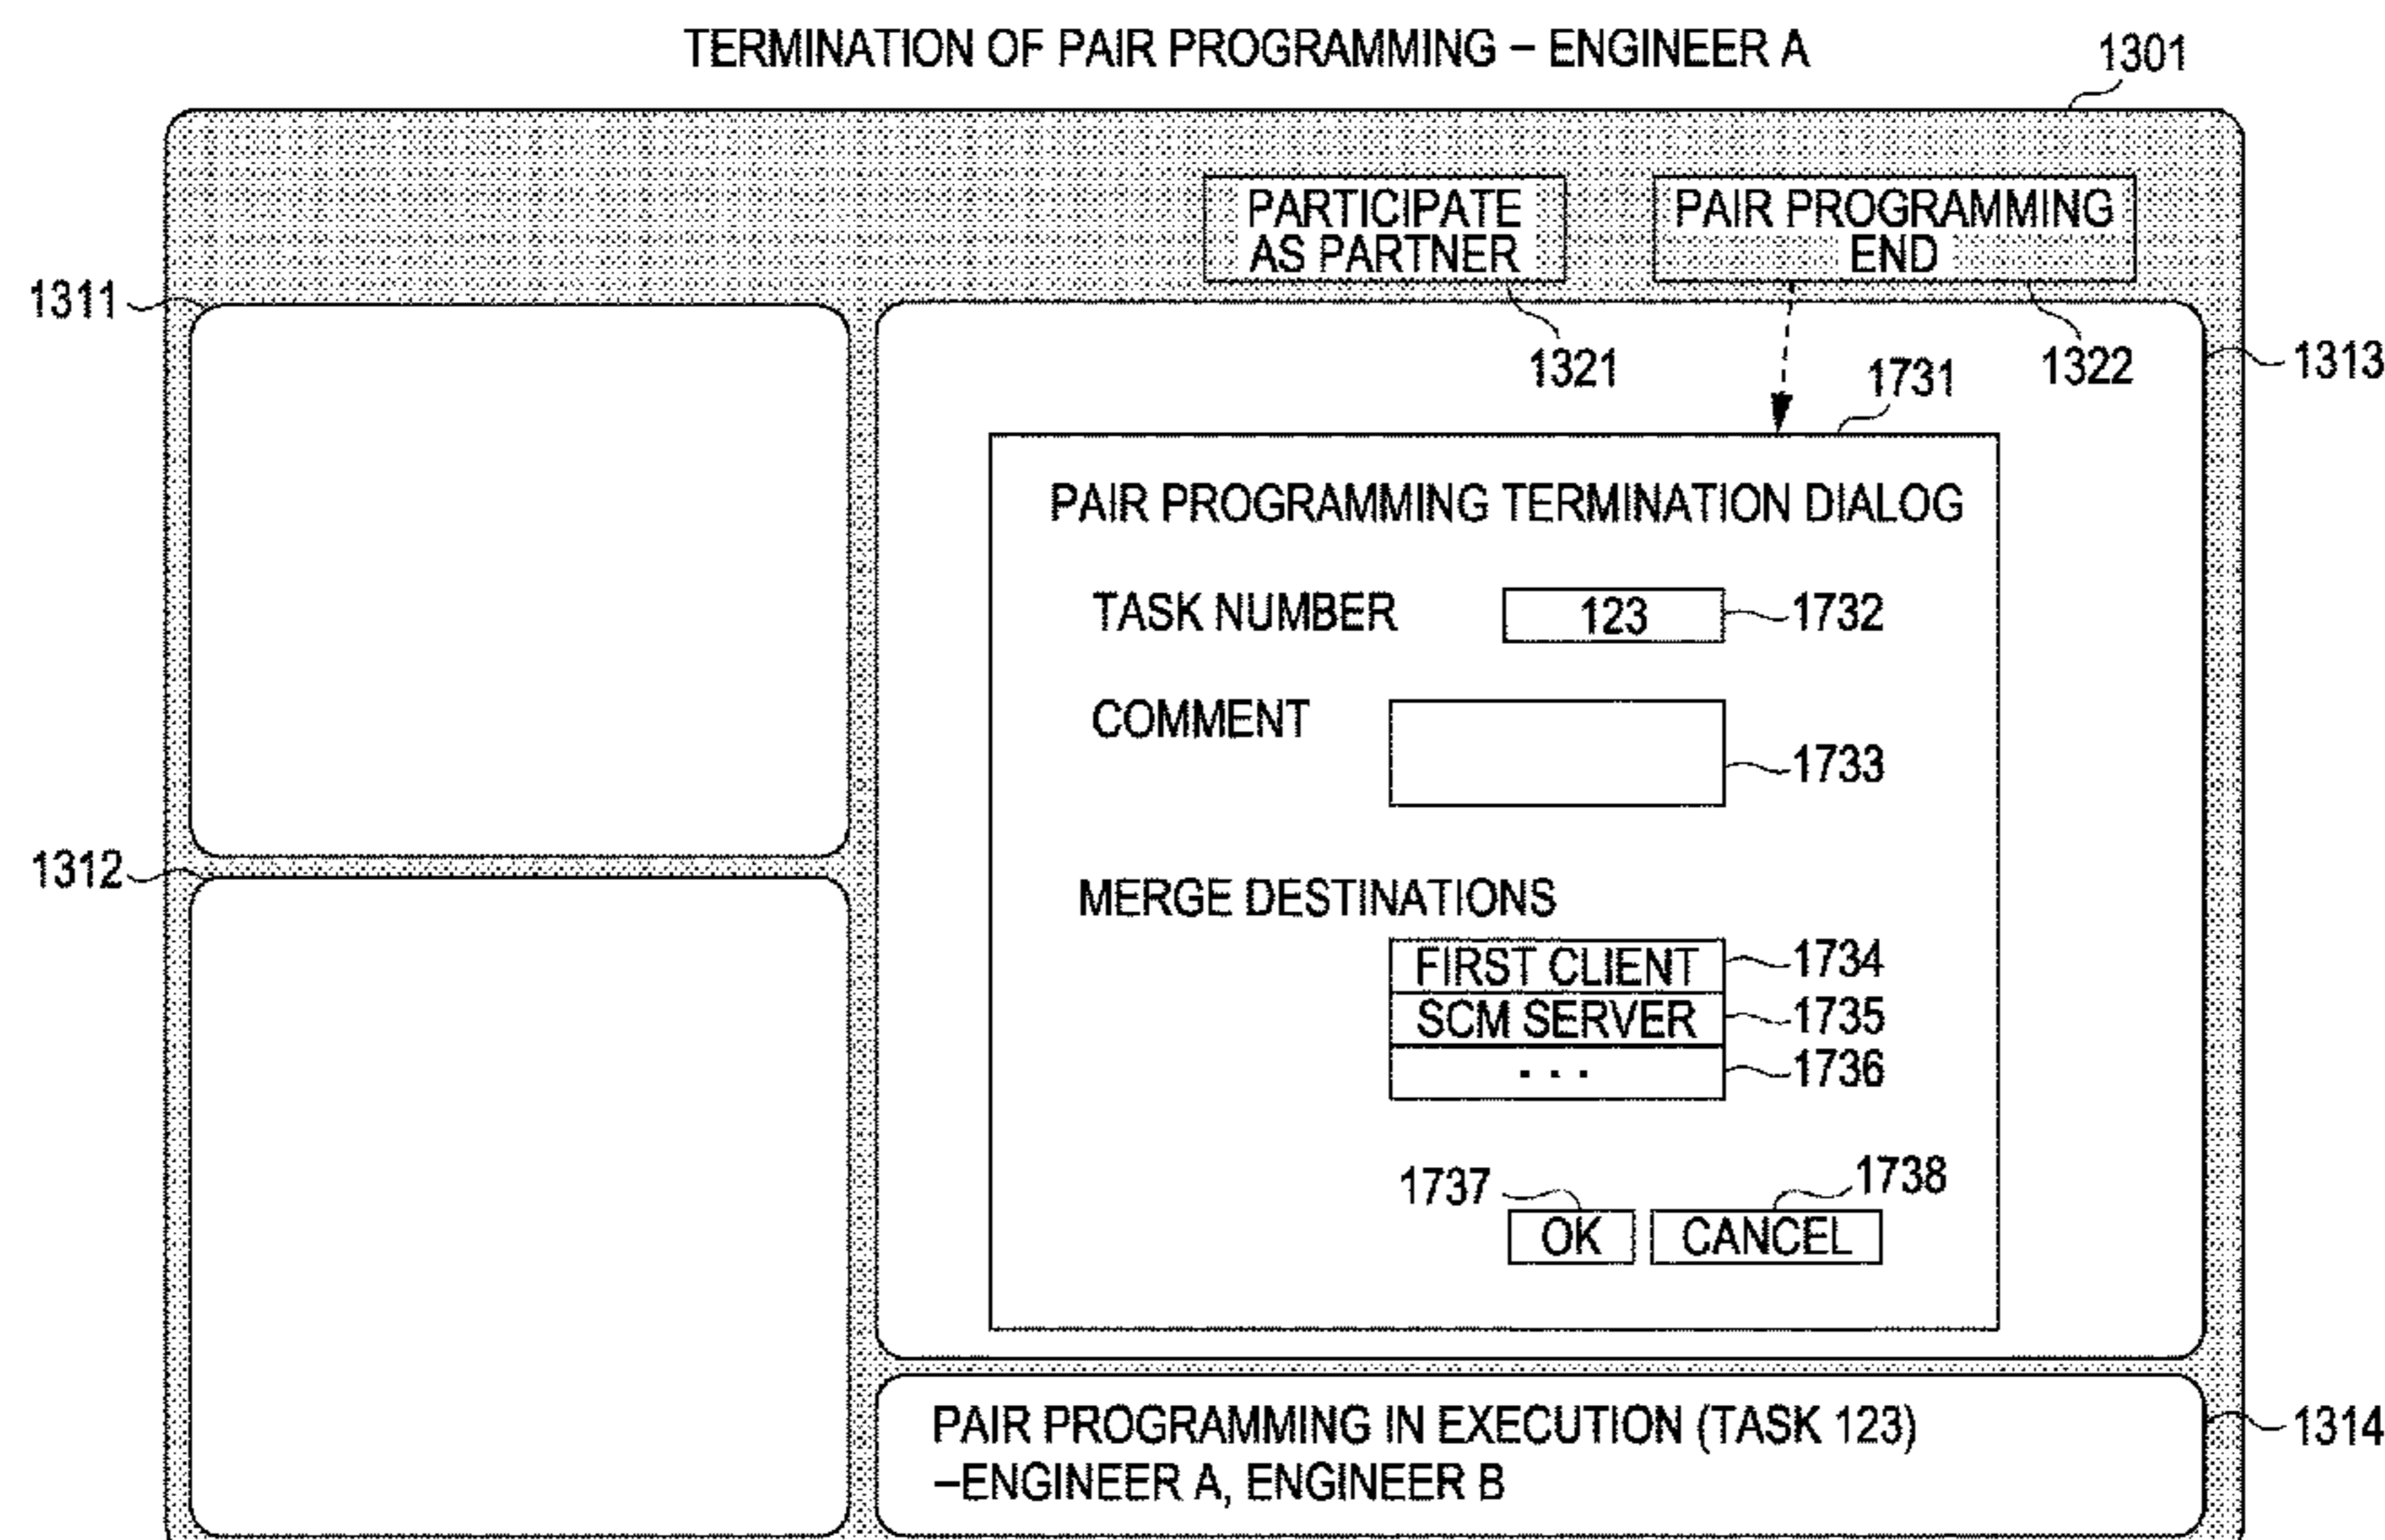 TERMINATION OF PAIR PROGRAMMING – ENGINEER A
1301
PARTICIPATE
AS PARTNER
PAIR PROGRAMMING
END
1311
1321
1322
1313
1731
PAIR PROGRAMMING TERMINATION DIALOG
TASK NUMBER
123
1732
COMMENT
1733
1312
MERGE DESTINATIONS
FIRST CLIENT
1734
SCM SERVER
1735
. . .
1736
1737
1738
OK
CANCEL
PAIR PROGRAMMING IN EXECUTION (TASK 123)
–ENGINEER A, ENGINEER B
1314